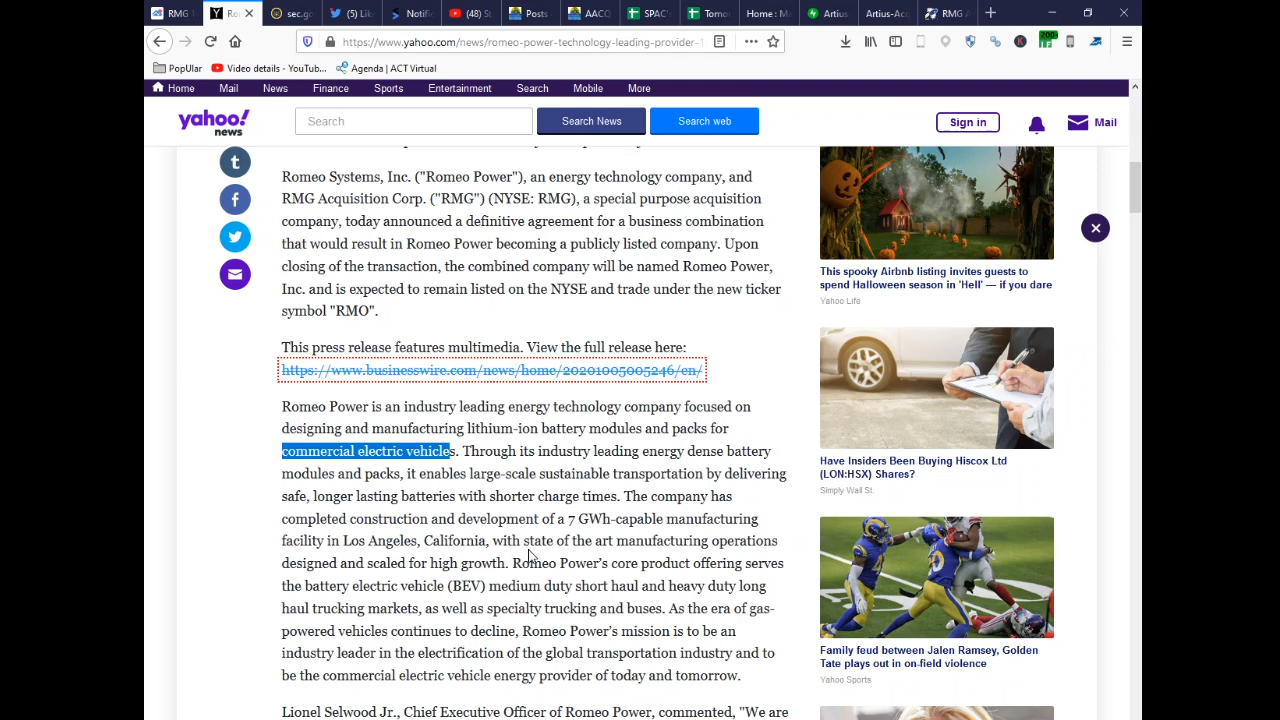 RMG
Ro
sec.go
(5) Lik
Notific
(48) St
Posts
AACQ
SPAC's
Tomor
Home : M
Artius
Artius-Acq
RMG A
https://www.yahoo.com/news/romeo-power-technology-leading-provider-1
200+
PopUlar
Video details - YouTub...
Agenda | ACT Virtual
Home Mail News Finance Sports Entertainment Search Mobile More
yahoo!
news
Search
Search News
Search web
Sign in
Mail
Romeo Systems, Inc. ("Romeo Power"), an energy technology company, and
RMG Acquisition Corp. ("RMG") (NYSE: RMG), a special purpose acquisition
company, today announced a definitive agreement for a business combination
that would result in Romeo Power becoming a publicly listed company. Upon
closing of the transaction, the combined company will be named Romeo Power,
Inc. and is expected to remain listed on the NYSE and trade under the new ticker
symbol "RMO".
This press release features multimedia. View the full release here:
https://www.businesswire.com/news/home/20201005005246/en/
Romeo Power is an industry leading energy technology company focused on
designing and manufacturing lithium-ion battery modules and packs for
commercial electric vehicles. Through its industry leading energy dense battery
modules and packs, it enables large-scale sustainable transportation by delivering
safe, longer lasting batteries with shorter charge times. The company has
completed construction and development of a 7 GWh-capable manufacturing
facility in Los Angeles, California, with state of the art manufacturing operations
designed and scaled for high growth. Romeo Power's core product offering serves
the battery electric vehicle (BEV) medium duty short haul and heavy duty long
haul trucking markets, as well as specialty trucking and buses. As the era of gas-
powered vehicles continues to decline, Romeo Power's mission is to be an
industry leader in the electrification of the global transportation industry and to
be the commercial electric vehicle energy provider of today and tomorrow.
Lionel Selwood Jr., Chief Executive Officer of Romeo Power, commented, "We are
This spooky Airbnb listing invites guests to
spend Halloween season in 'Hell' — if you dare
Yahoo Life
Have Insiders Been Buying Hiscox Ltd
(LON:HSX) Shares?
Simply Wall St.
Family feud between Jalen Ramsey, Golden
Tate plays out in on-field violence
Yahoo Sports